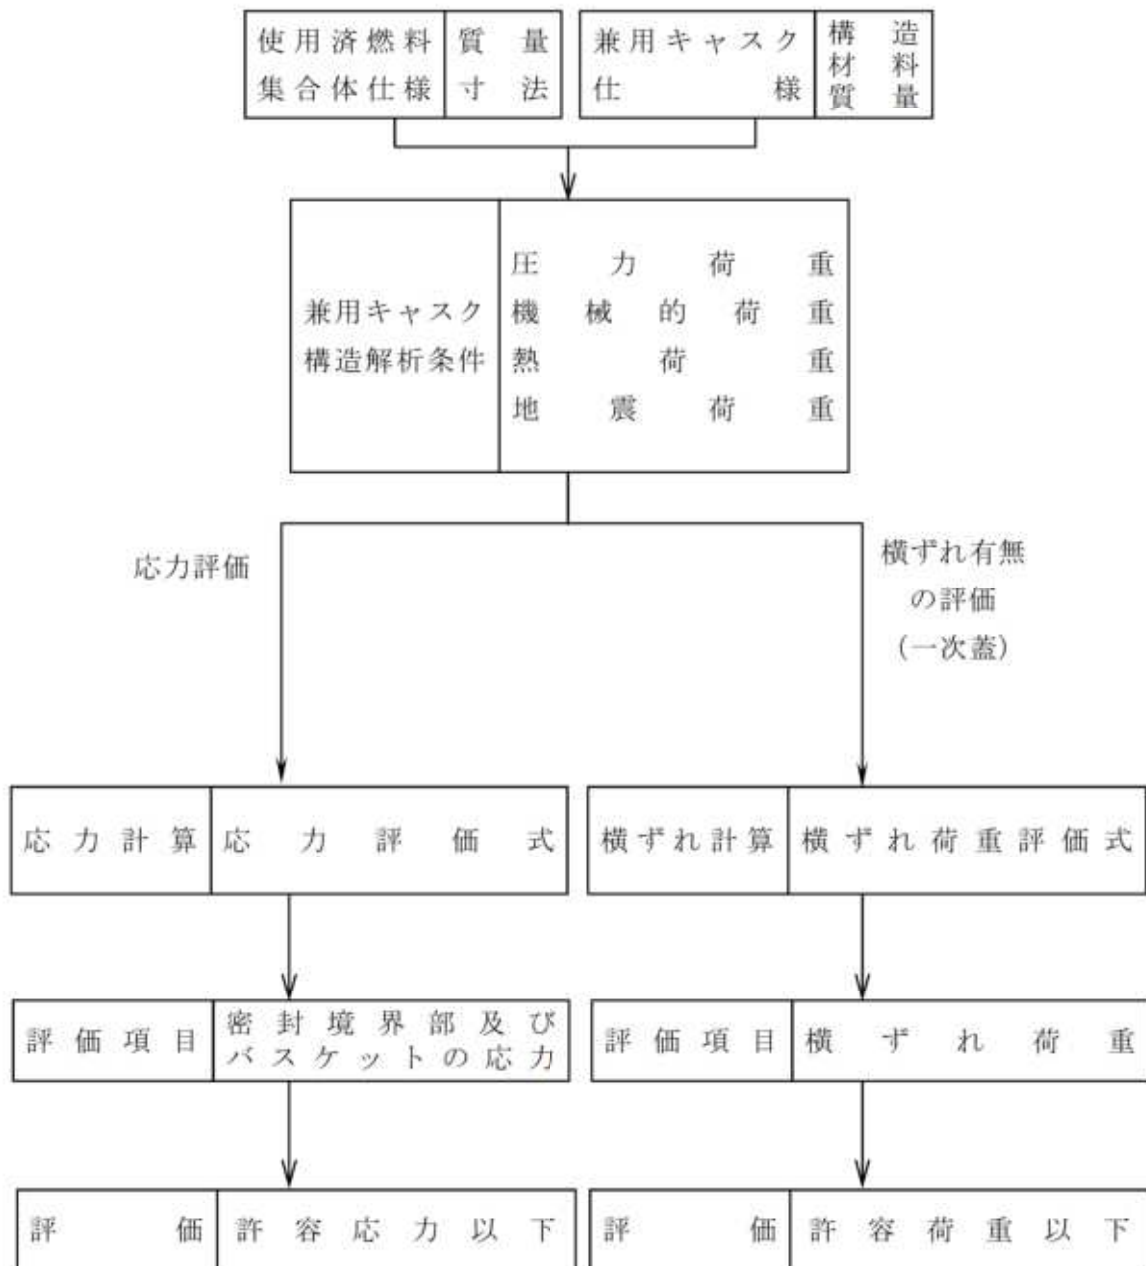 使用済燃料
集合体仕様
質量
寸法
兼用キャスク
仕様
構造
材料
質量
兼用キャスク
構造解析条件
圧力荷重
機械的荷重
熱荷重
地震荷重
応力評価
横ずれ有無
の評価
(一次蓋)
応力計算
応力評価式
横ずれ計算
横ずれ荷重評価式
評価項目
密封境界部及び
バスケットの応力
評価項目
横ずれ荷重
評価
許容応力以下
評価
許容荷重以下